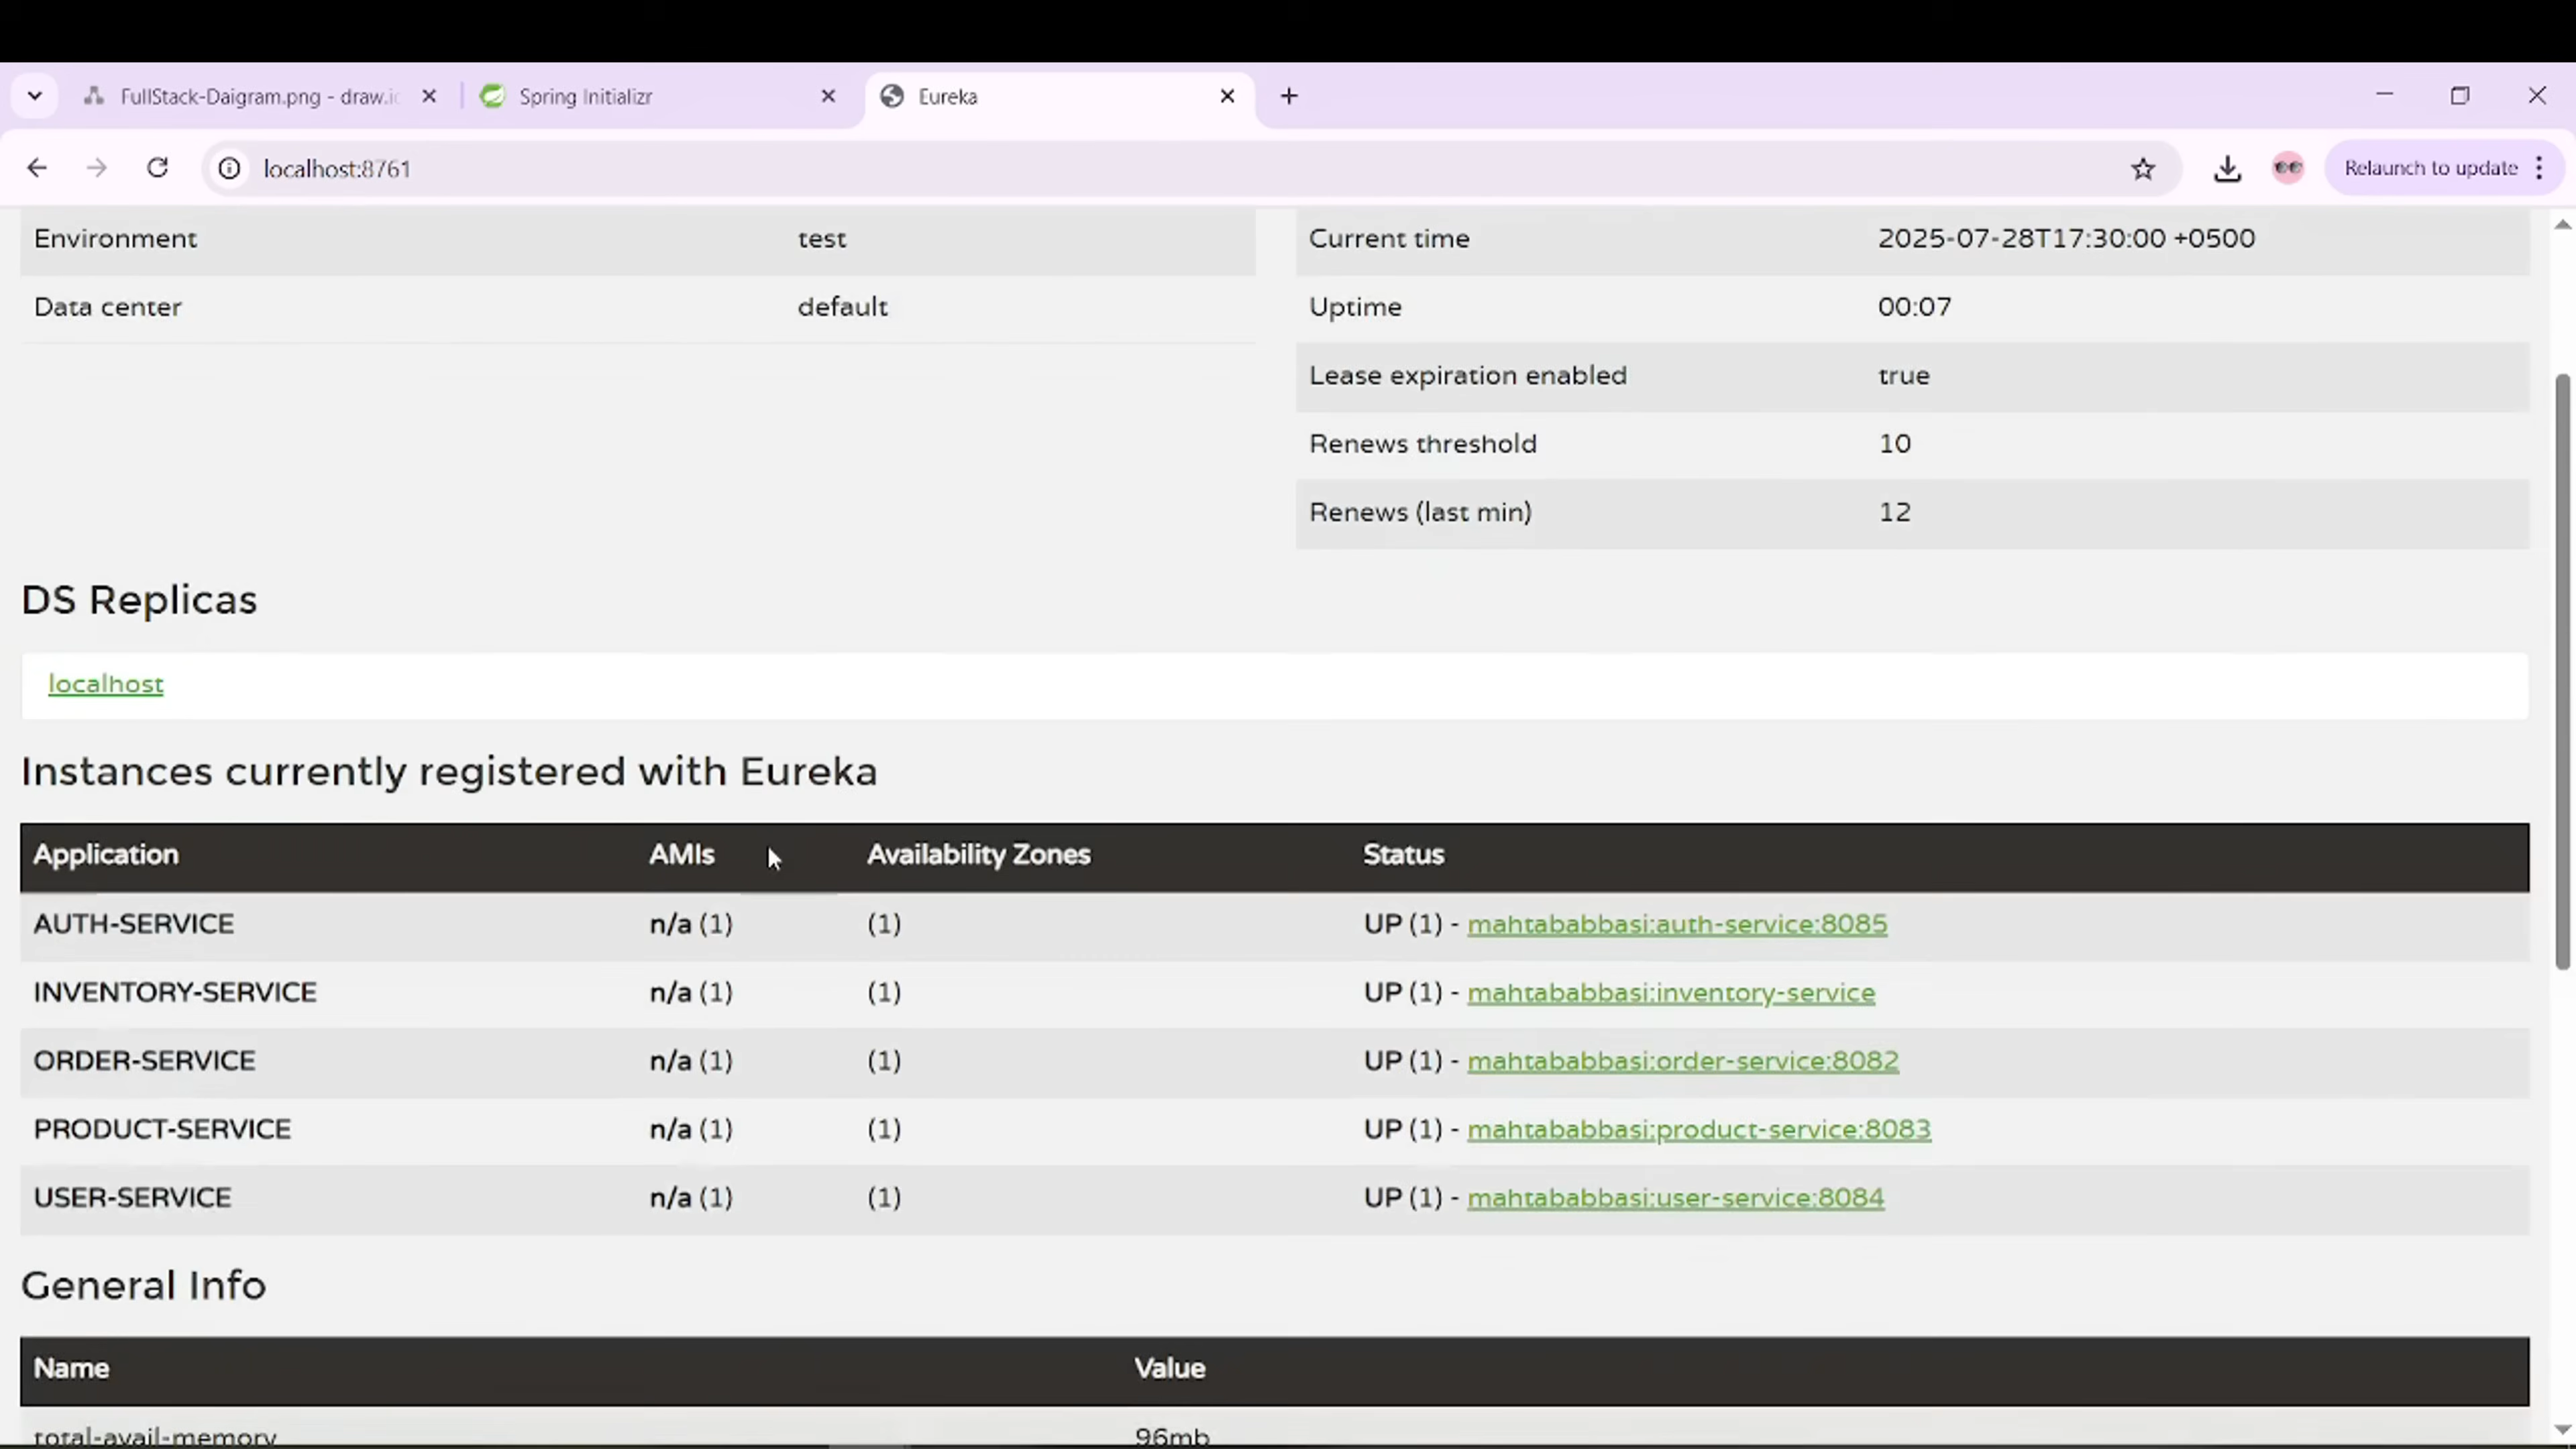 FullStack-Daigram.png - draw.io
Spring Initializr
Eureka
localhost:8761
Relaunch to update
Environment test
Data center default
Current time 2025-07-28T17:30:00 +0500
Uptime 00:07
Lease expiration enabled true
Renews threshold 10
Renews (last min) 12
DS Replicas
localhost
Instances currently registered with Eureka
Application AMIs Availability Zones Status
AUTH-SERVICE n/a (1) (1) UP (1) - mahtababbasi:auth-service:8085
INVENTORY-SERVICE n/a (1) (1) UP (1) - mahtababbasi:inventory-service
ORDER-SERVICE n/a (1) (1) UP (1) - mahtababbasi:order-service:8082
PRODUCT-SERVICE n/a (1) (1) UP (1) - mahtababbasi:product-service:8083
USER-SERVICE n/a (1) (1) UP (1) - mahtababbasi:user-service:8084
General Info
Name Value
total-avail-memory 96mb